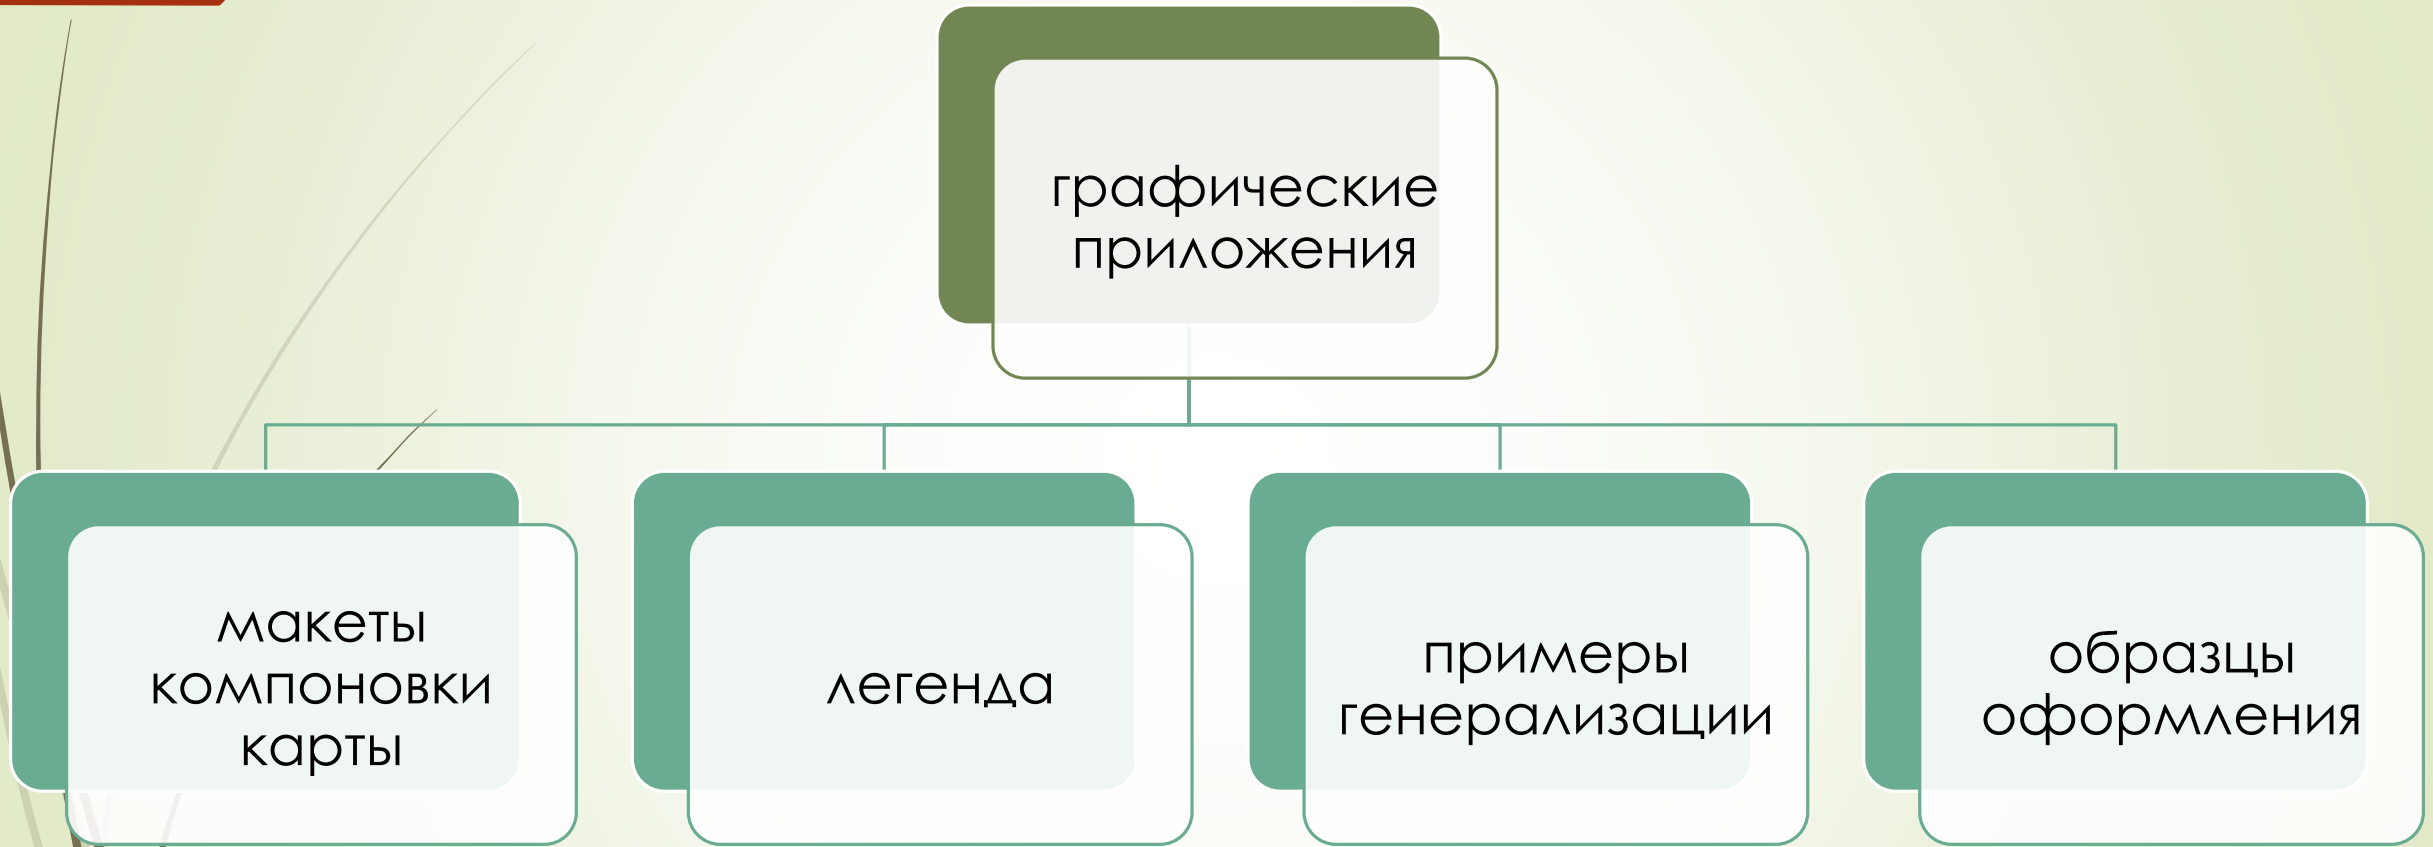 графические
приложения
макеты
компоновки
карты
легенда
примеры
генерализации
образцы
оформления